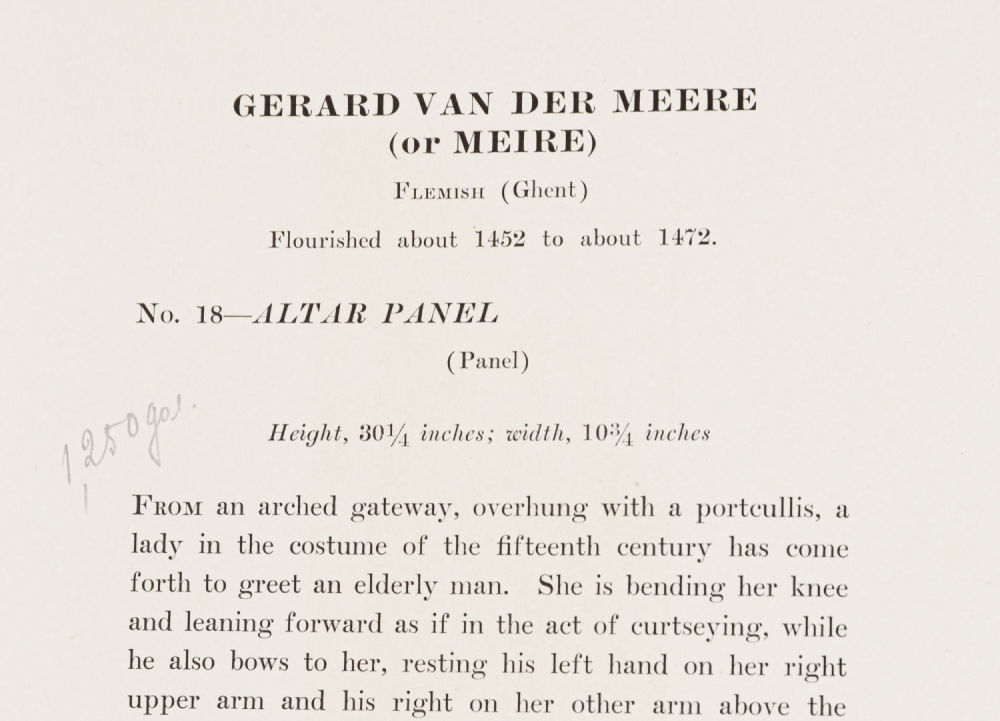 GERARD VAN DER MEERE
(or MEIRE)
Flemish (Ghent)
Flourished about 1452 to about 1472.
No. 18—ALTAR PANEL
(Panel)
1250 gos.
Height, 30¼ inches; width, 10¾ inches
From an arched gateway, overhung with a portcullis, a
lady in the costume of the fifteenth century has come
forth to greet an elderly man. She is bending her knee
and leaning forward as if in the act of curtseying, while
he also bows to her, resting his left hand on her right
upper arm and his right on her other arm above the